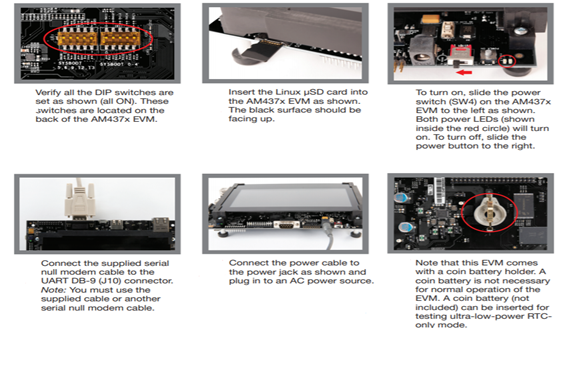 SYSBOOT SYSBOOT
Verify all the DIP switches are
set as shown (all ON). These
switches are located on the
back of the AM437x EVM.
Insert the Linux µSD card into
the AM437x EVM as shown.
The black surface should be
facing up.
To turn on, slide the power
switch (SW4) on the AM437x
EVM to the left as shown.
Both power LEDs (shown
inside the red circle) will turn
on. To turn off, slide the
power button to the right.
Connect the supplied serial
null modem cable to the
UART DB-9 (J10) connector.
Note: You must use the
supplied cable or another
serial null modem cable.
Connect the power cable to
the power jack as shown and
plug in to an AC power source.
Note that this EVM comes
with a coin battery holder. A
coin battery is not necessary
for normal operation of the
EVM. A coin battery (not
included) can be inserted for
testing ultra-low-power RTC-
only mode.